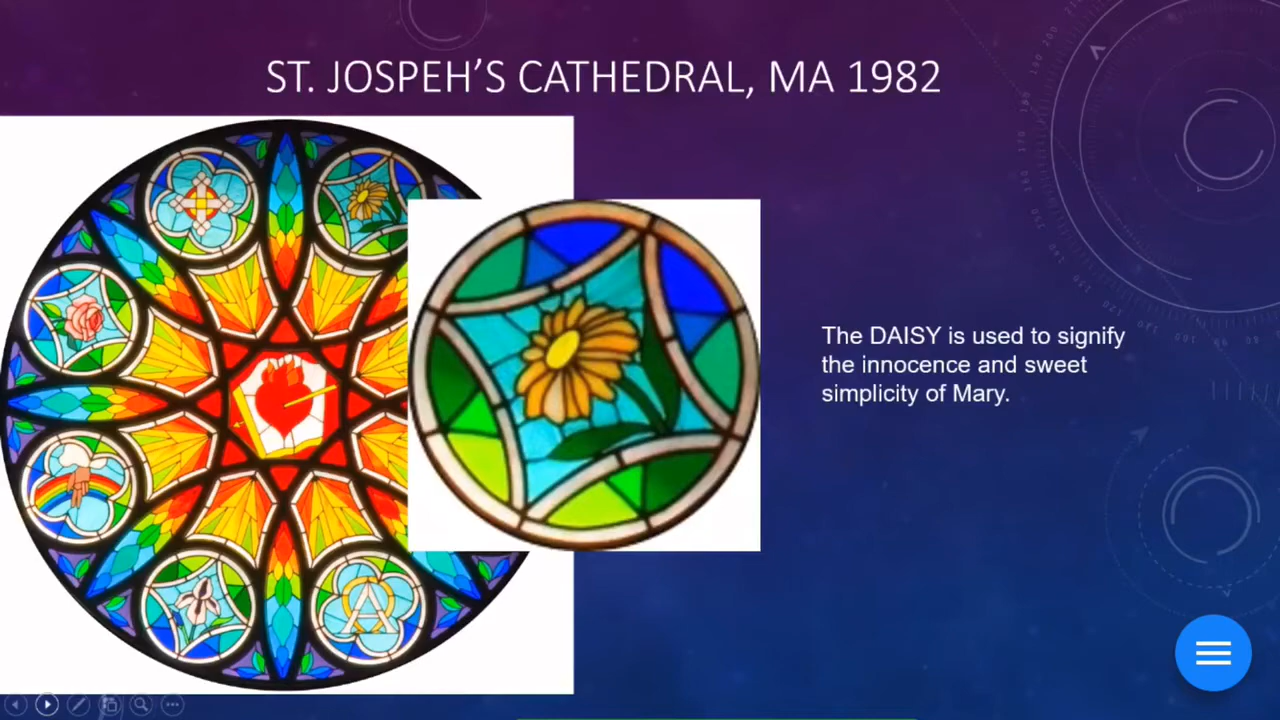 ST. JOSPEH'S CATHEDRAL, MA 1982
The DAISY is used to signify
the innocence and sweet
simplicity of Mary.